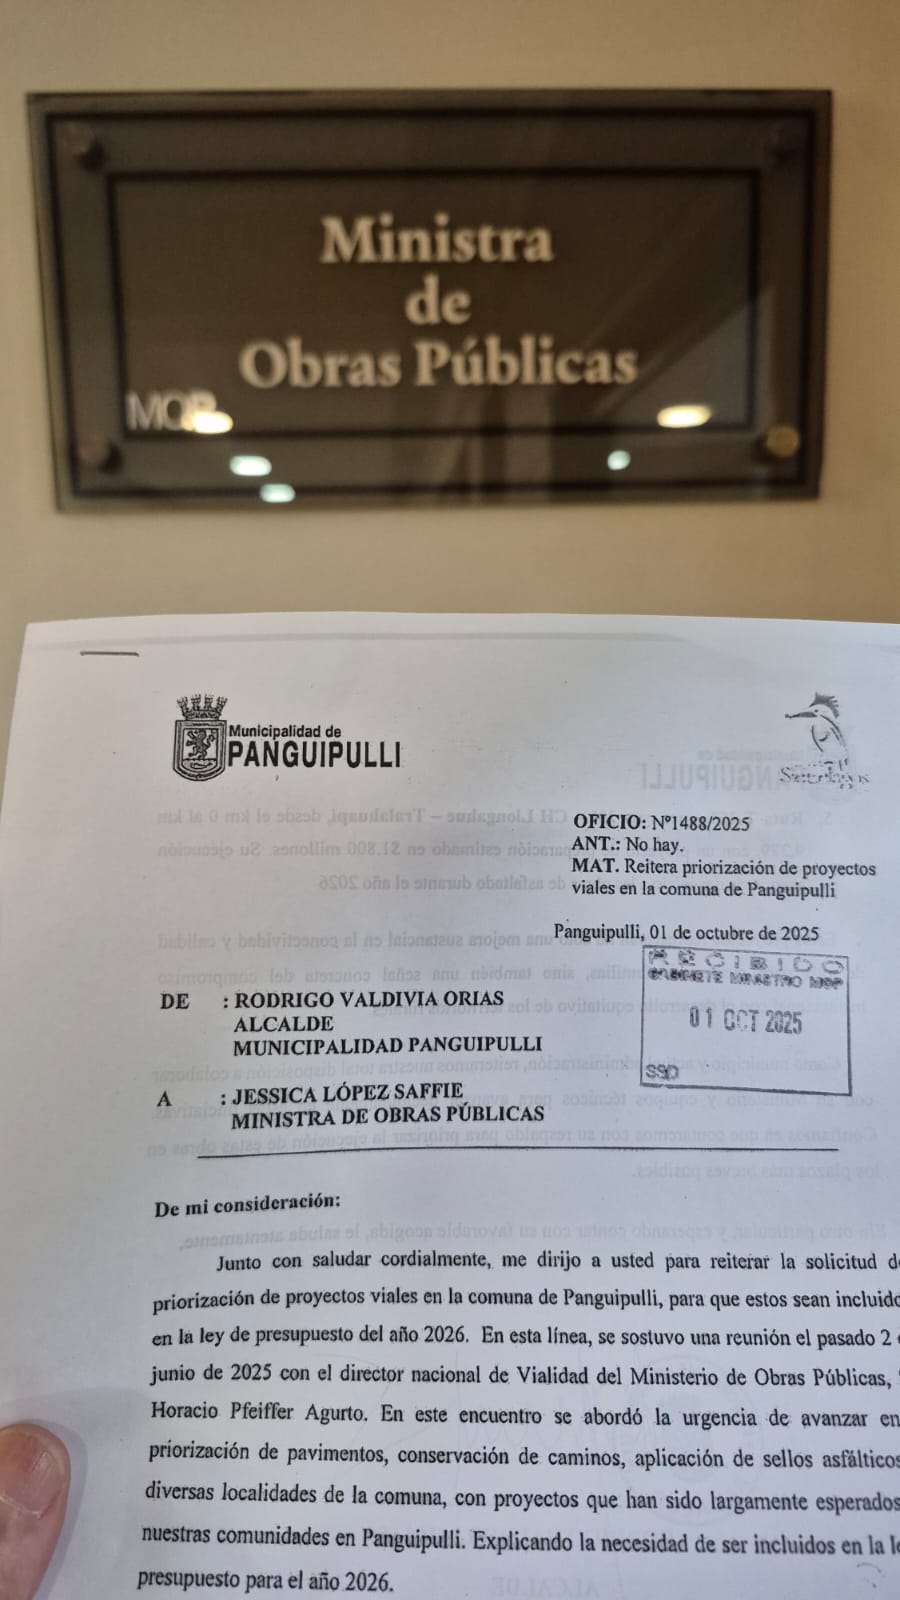 Ministra
de
Obras Públicas
MOP
Municipalidad de
PANGUIPULLI
OFICIO: Nº1488/2025
ANT.: No hay.
MAT. Reitera priorización de proyectos
viales en la comuna de Panguipulli
Panguipulli, 01 de octubre de 2025
RECIBIDO
GABINETE MINISTRO MOP
01 OCT 2025
SSD
DE : RODRIGO VALDIVIA ORIAS
ALCALDE
MUNICIPALIDAD PANGUIPULLI
A : JESSICA LÓPEZ SAFFIE
MINISTRA DE OBRAS PÚBLICAS
De mi consideración:
Junto con saludar cordialmente, me dirijo a usted para reiterar la solicitud d
priorización de proyectos viales en la comuna de Panguipulli, para que estos sean incluido
en la ley de presupuesto del año 2026. En esta línea, se sostuvo una reunión el pasado 2
junio de 2025 con el director nacional de Vialidad del Ministerio de Obras Públicas,
Horacio Pfeiffer Agurto. En este encuentro se abordó la urgencia de avanzar en
priorización de pavimentos, conservación de caminos, aplicación de sellos asfálticos
diversas localidades de la comuna, con proyectos que han sido largamente esperados
nuestras comunidades en Panguipulli. Explicando la necesidad de ser incluidos en la l
presupuesto para el año 2026.